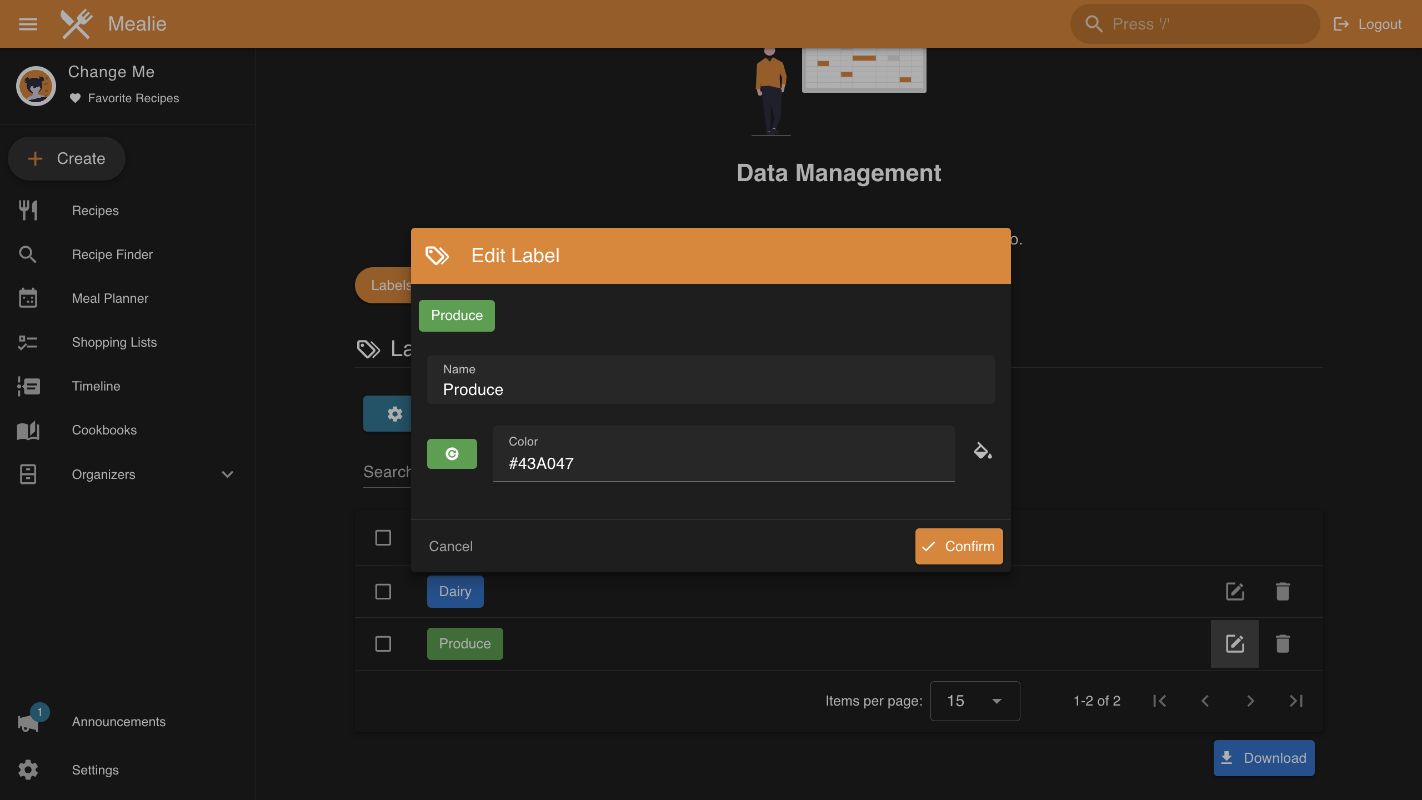 Mealie
Press '/'
Logout
Change Me
Favorite Recipes
Create
Recipes
Recipe Finder
Meal Planner
Shopping Lists
Timeline
Cookbooks
Organizers
1
Announcements
Settings
Data Management
o.
Labels
La
Search
Edit Label
Produce
Name
Produce
Color
#43A047
Cancel
Confirm
Dairy
Produce
Items per page:
15
1-2 of 2
Download